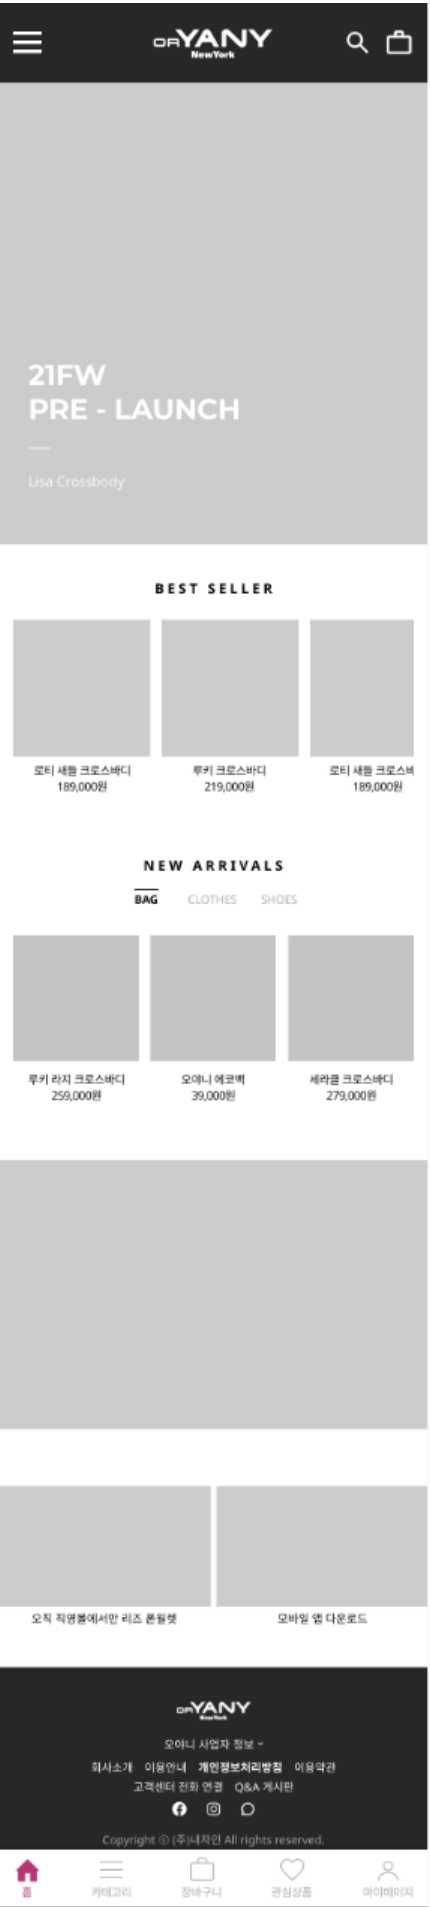 ORYANY
NewYork
21FW
PRE - LAUNCH
Lisa Crossbody
BEST SELLER
로티 새들 크로스바디
189,000원
루키 크로스바디
219,000원
로티 새들 크로스바
189,000원
NEW ARRIVALS
BAG CLOTHES SHOES
루키 라지 크로스바디
259,000원
오야니 에코백
39,000원
세라클 크로스바디
279,000원
오직 직영몰에서만 리즈 폰월렛
모바일 앱 다운로드
ORYANY
NewYork
오야니 사업자 정보
회사소개 이용안내 개인정보처리방침 이용약관
고객센터 전화 연결 Q&A 게시판
Copyright ⓒ (주)내자인 All rights reserved.
홈 카테고리 장바구니 관심상품 마이페이지